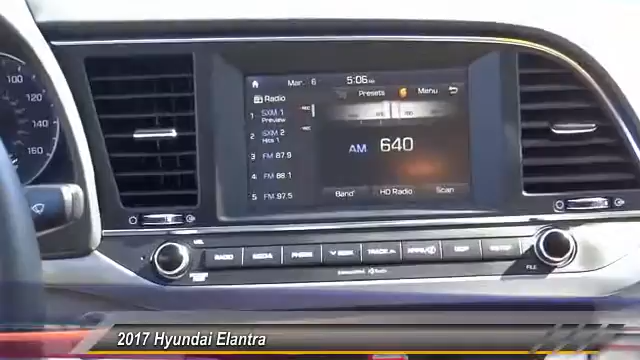 Mar. 6 5:06
Radio Presets Menu
1 SXM 1
Preview
2 SXM 2
Hits 1
AM 640
3 FM 87.9
4 FM 88.1
5 FM 97.5
Band HD Radio Scan
100
120
140
160
VOL
RADIO MEDIA PHONE SEEK TRACK DISP SETUP
FILE
2017 Hyundai Elantra